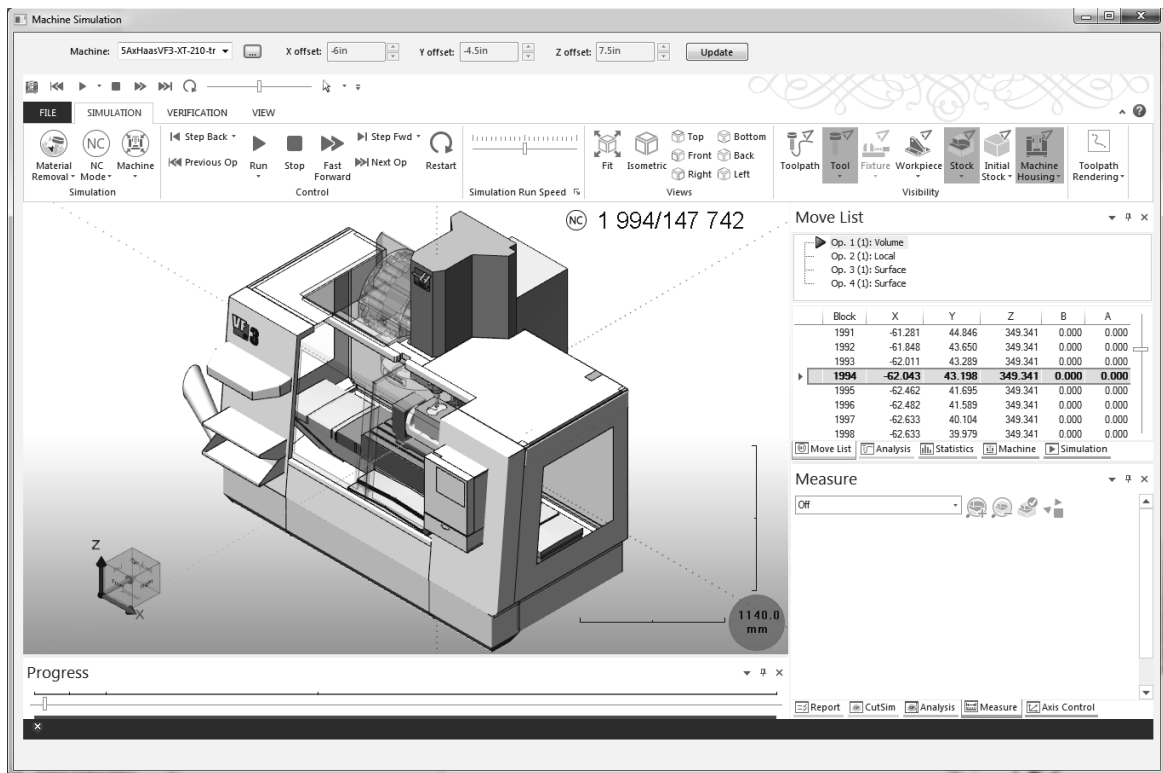 Machine Simulation
Machine: 5AxHaasVF3-XT-210-tr ... X offset: -6in Y offset: -4.5in Z offset: 7.5in Update
FILE SIMULATION VERIFICATION VIEW
Step Back Step Fwd Top Bottom
Previous Op Next Op Front Back
Right Left
Material Removal NC Mode Machine Run Stop Fast Forward Restart Fit Isometric Toolpath Tool Fixture Workpiece Stock Initial Stock Machine Housing Toolpath Rendering
Simulation Control Simulation Run Speed Views Visibility
NC 1 994/147 742
VF 3
Z
X
1140.0
mm
Move List
Op. 1 (1): Volume
Op. 2 (1): Local
Op. 3 (1): Surface
Op. 4 (1): Surface
Block X Y Z B A
1991 -61.281 44.846 349.341 0.000 0.000
1992 -61.848 43.650 349.341 0.000 0.000
1993 -62.011 43.289 349.341 0.000 0.000
1994 -62.043 43.198 349.341 0.000 0.000
1995 -62.462 41.695 349.341 0.000 0.000
1996 -62.482 41.589 349.341 0.000 0.000
1997 -62.633 40.104 349.341 0.000 0.000
1998 -62.633 39.979 349.341 0.000 0.000
Move List Analysis Statistics Machine Simulation
Measure
Off
Progress
Report CutSim Analysis Measure Axis Control